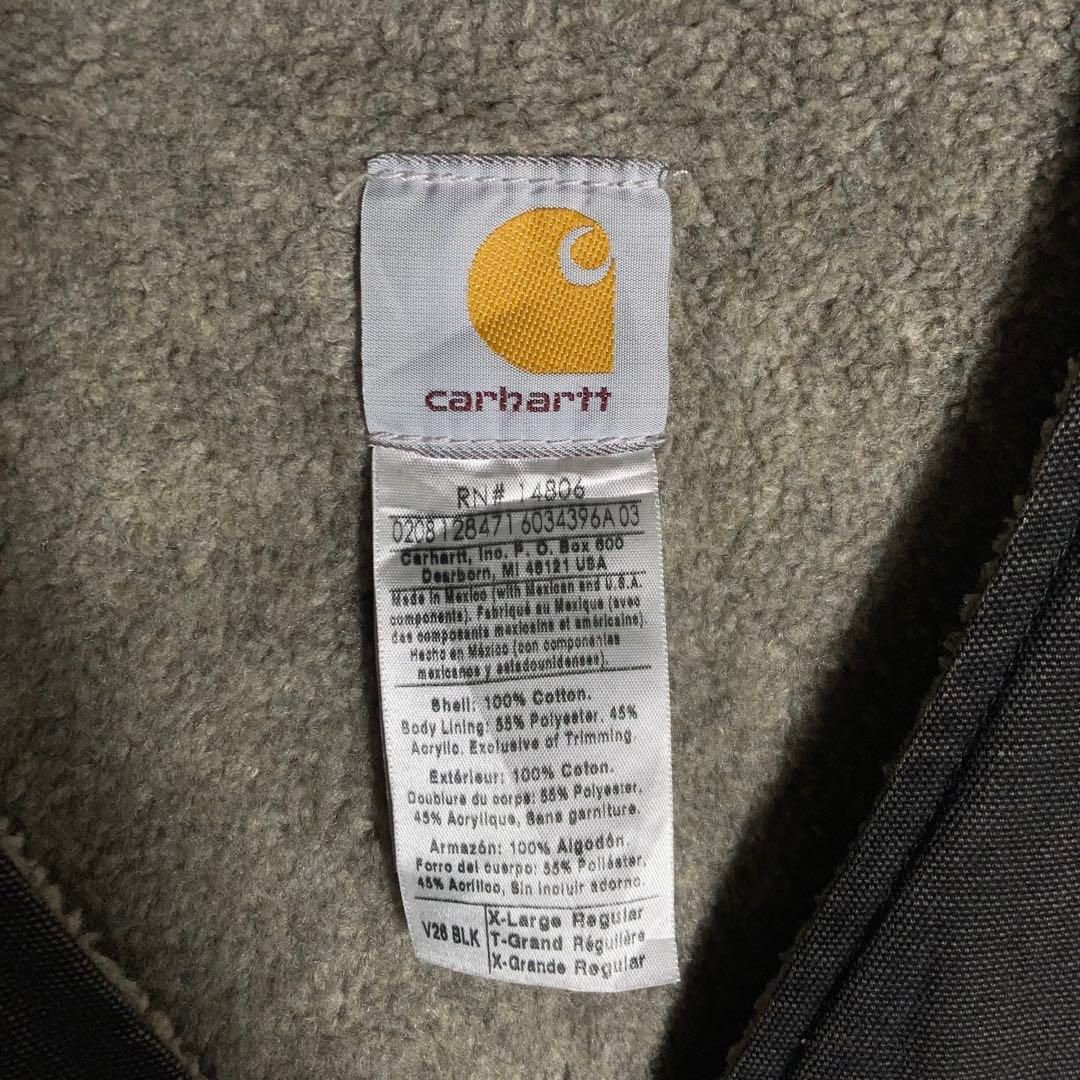 carhartt
RN# 14806
0208128471 6034396A 03
Carhartt, Inc. P. O. Box 600
Dearborn, MI 48121 USA
Made in Mexico (with Mexican and U.S.A.
components). Fabriqué au Mexique (avec
des composants mexicains et américains).
Hecho en México (con componentes
mexicanos y estadounidenses).
Shell: 100% Cotton.
Body Lining: 55% Polyester, 45%
Acrylic, Exclusive of Trimming
Extérieur: 100% Coton.
Doublure du corps: 55% Polyester,
45% Acrylique, Sans garniture.
Armazón: 100% Algodón.
Forro del cuerpo: 55% Poliéster,
45% Acrílico, Sin incluir adorno.
V26 BLK
X-Large Regular
T-Grand Régulière
X-Grande Regular